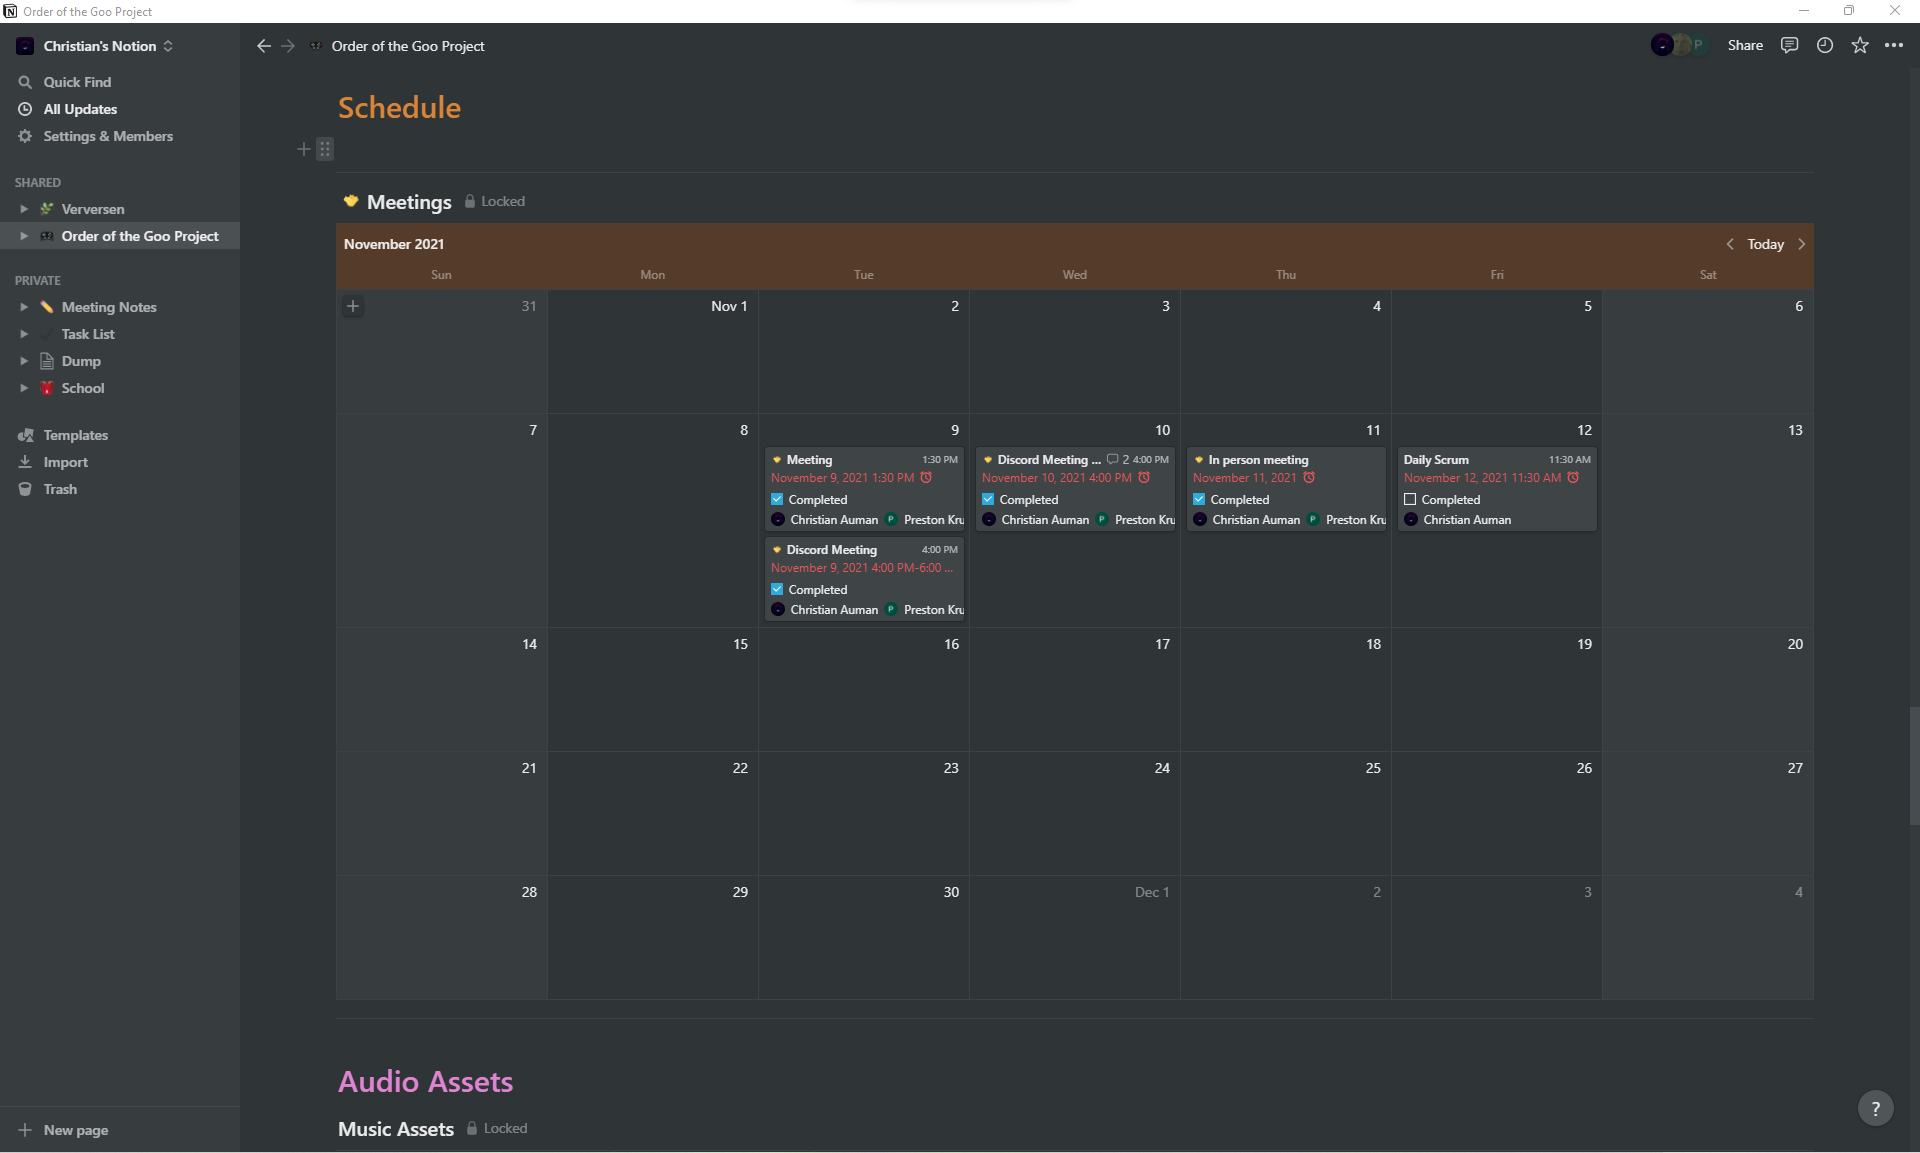 Order of the Goo Project
Christian's Notion
Order of the Goo Project
P
Share
Quick Find
All Updates
Settings & Members
SHARED
Verversen
Order of the Goo Project
PRIVATE
Meeting Notes
Task List
Dump
School
Templates
Import
Trash
New page
Schedule
Meetings Locked
November 2021
Today
Sun Mon Tue Wed Thu Fri Sat
31 Nov 1 2 3 4 5 6
7 8 9 10 11 12 13
Meeting 1:30 PM
November 9, 2021 1:30 PM
Completed
Christian Auman P Preston Kru
Discord Meeting 4:00 PM
November 9, 2021 4:00 PM-6:00 ...
Completed
Christian Auman P Preston Kru
Discord Meeting ... 2 4:00 PM
November 10, 2021 4:00 PM
Completed
Christian Auman P Preston Kru
In person meeting
November 11, 2021
Completed
Christian Auman P Preston Kru
Daily Scrum 11:30 AM
November 12, 2021 11:30 AM
Completed
Christian Auman
14 15 16 17 18 19 20
21 22 23 24 25 26 27
28 29 30 Dec 1 2 3 4
Audio Assets
Music Assets Locked
?